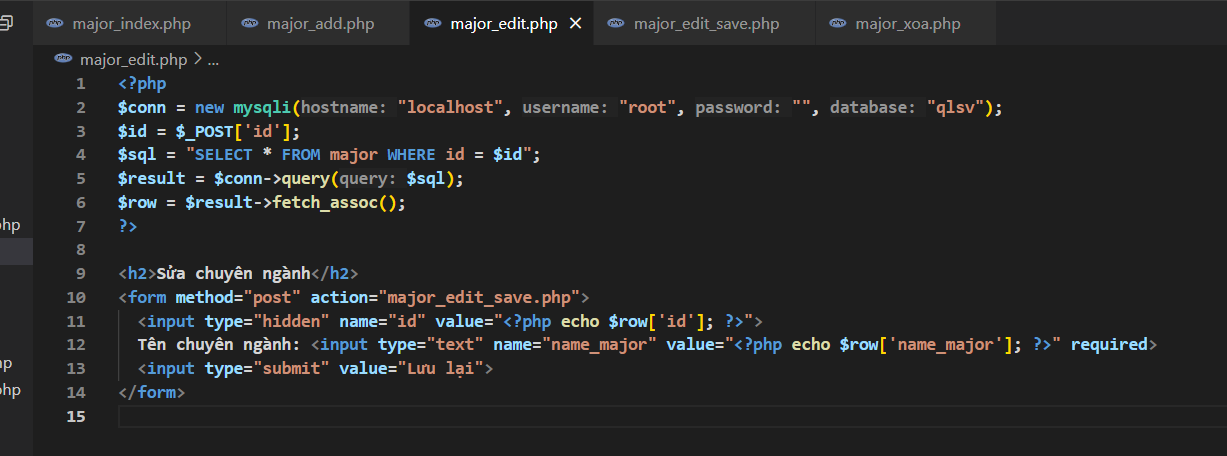 major_index.php major_add.php major_edit.php × major_edit_save.php major_xoa.php
major_edit.php > ...
1 <?php
2 $conn = new mysqli(hostname: "localhost", username: "root", password: "", database: "qlsv");
3 $id = $_POST['id'];
4 $sql = "SELECT * FROM major WHERE id = $id";
5 $result = $conn->query(query: $sql);
6 $row = $result->fetch_assoc();
7 ?>
8
9 <h2>Sửa chuyên ngành</h2>
10 <form method="post" action="major_edit_save.php">
11 <input type="hidden" name="id" value="<?php echo $row['id']; ?>">
12 Tên chuyên ngành: <input type="text" name="name_major" value="<?php echo $row['name_major']; ?>" required>
13 <input type="submit" value="Lưu lại">
14 </form>
15